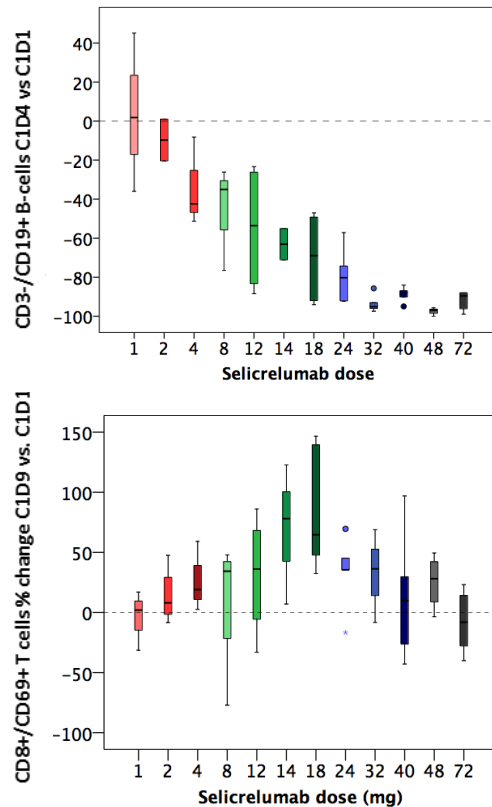 CD3-/CD19+ B-cells C1D4 vs C1D1
40
20
0
-20
-40
-60
-80
-100
1 2 4 8 12 14 18 24 32 40 48 72
Selicrelumab dose
CD8+/CD69+ T cells % change C1D9 vs. C1D1
150
100
50
0
-50
-100
1 2 4 8 12 14 18 24 32 40 48 72
Selicrelumab dose (mg)